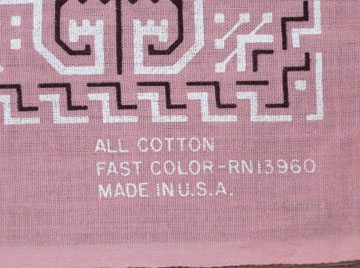 ALL COTTON
FAST COLOR-RN13960
MADE IN U.S.A.